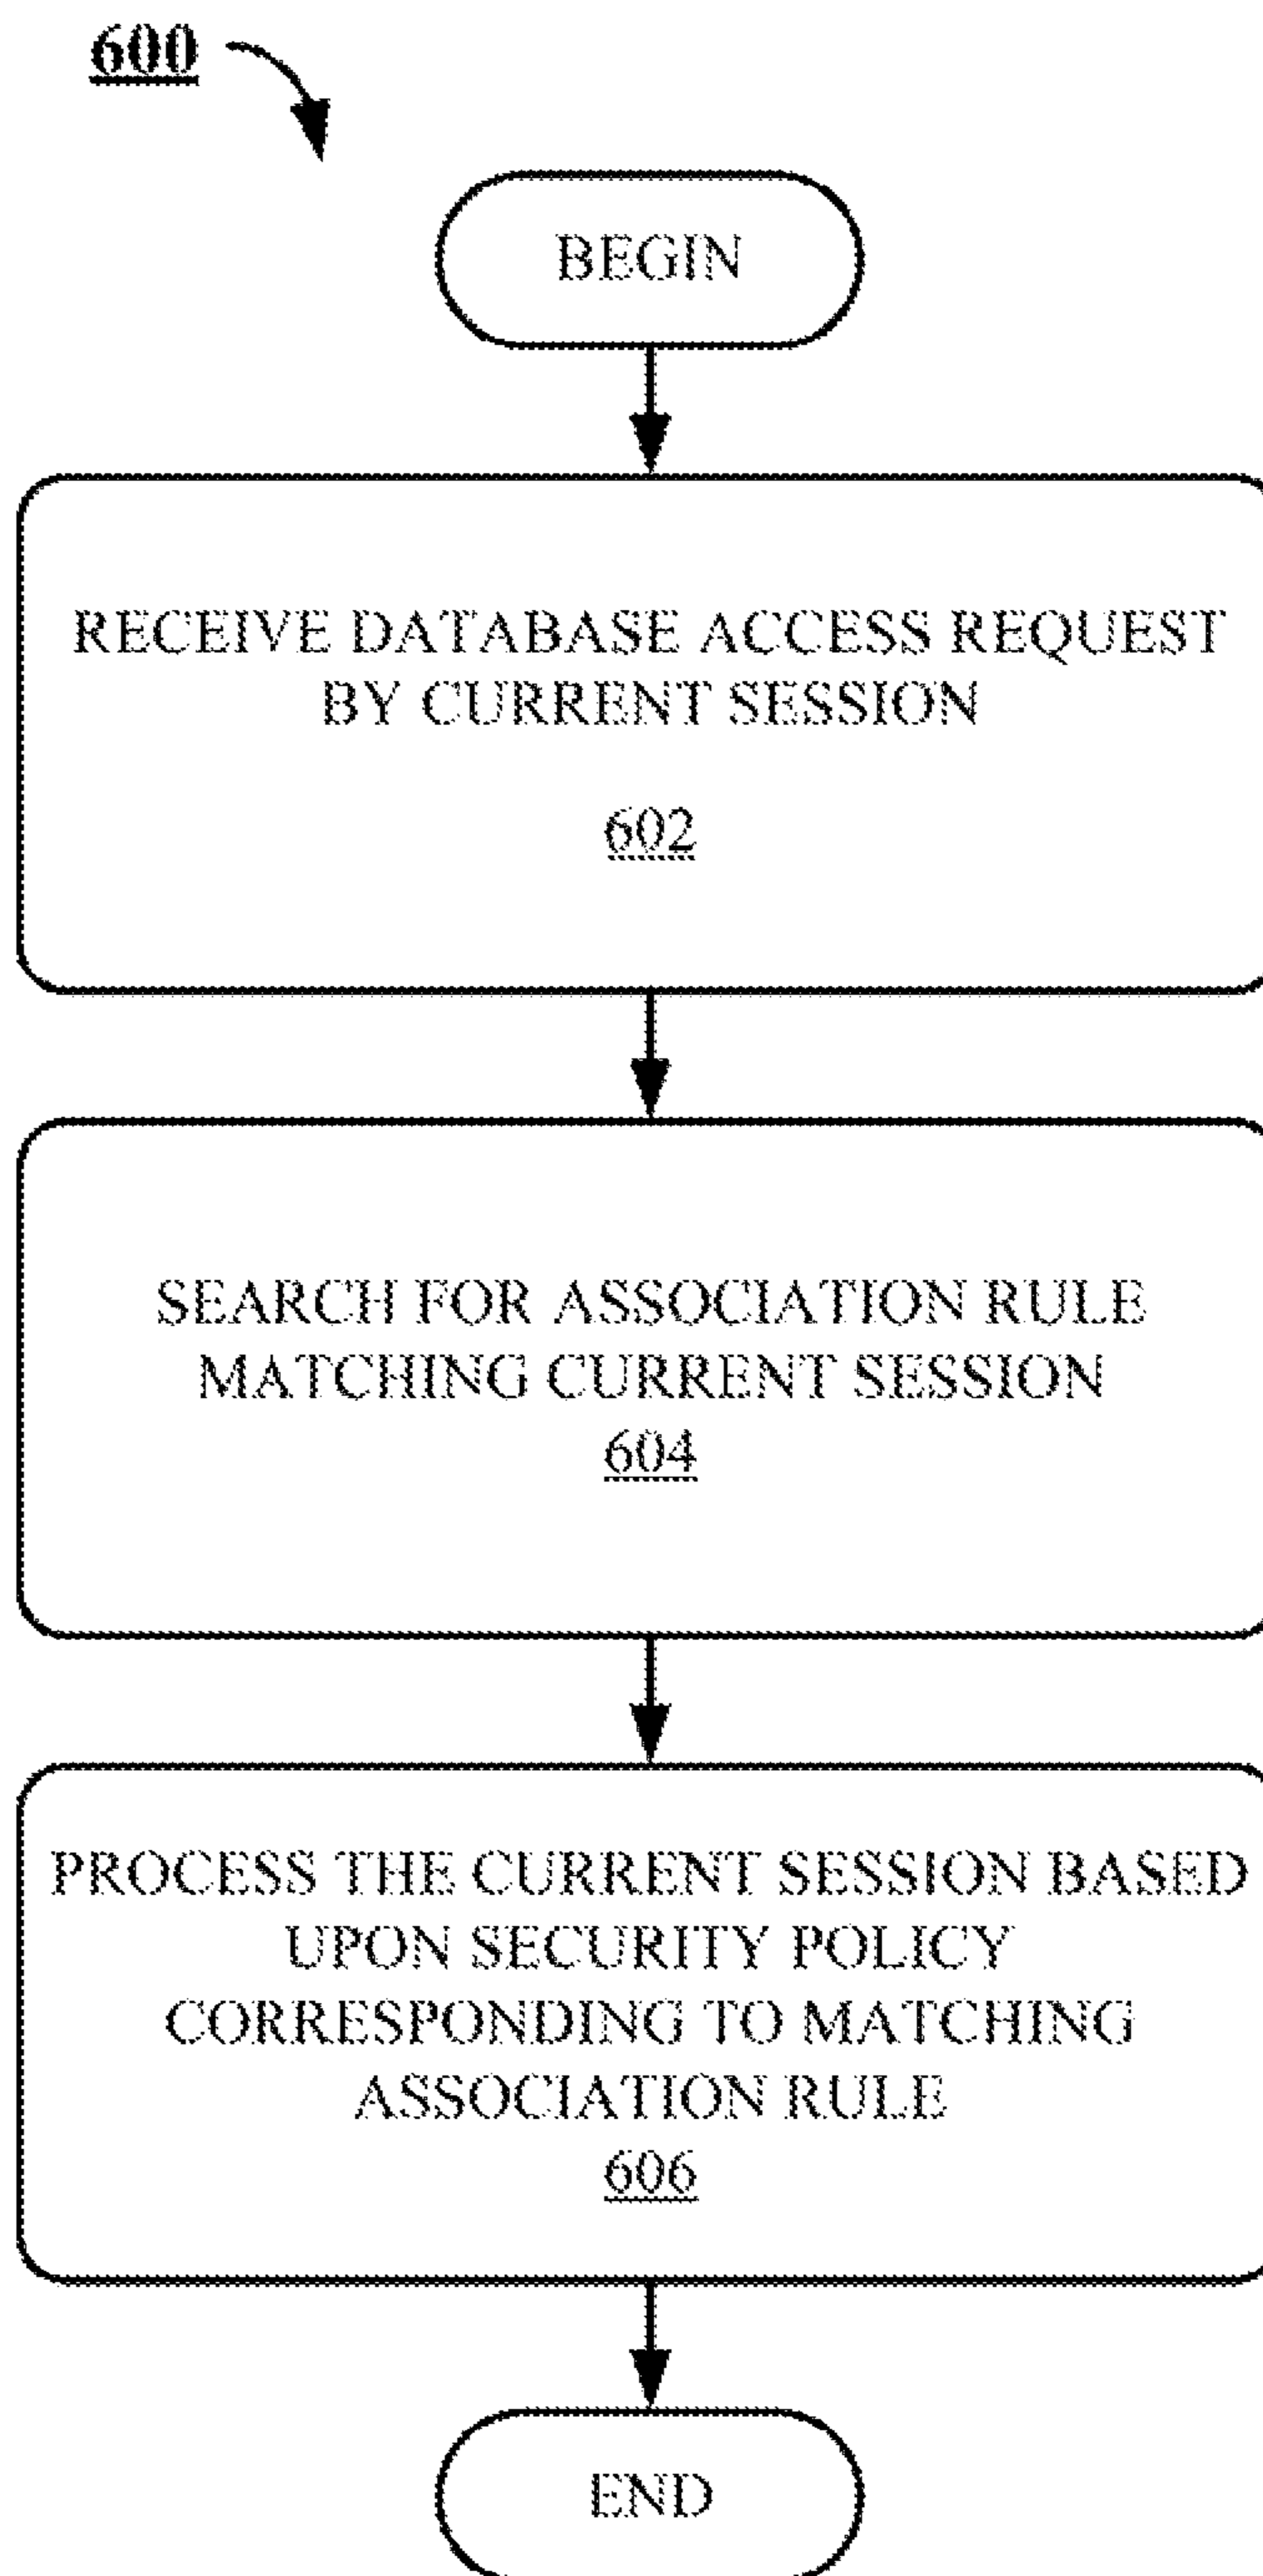 600
BEGIN
RECEIVE DATABASE ACCESS REQUEST
BY CURRENT SESSION
602
SEARCH FOR ASSOCIATION RULE
MATCHING CURRENT SESSION
604
PROCESS THE CURRENT SESSION BASED
UPON SECURITY POLICY
CORRESPONDING TO MATCHING
ASSOCIATION RULE
606
END